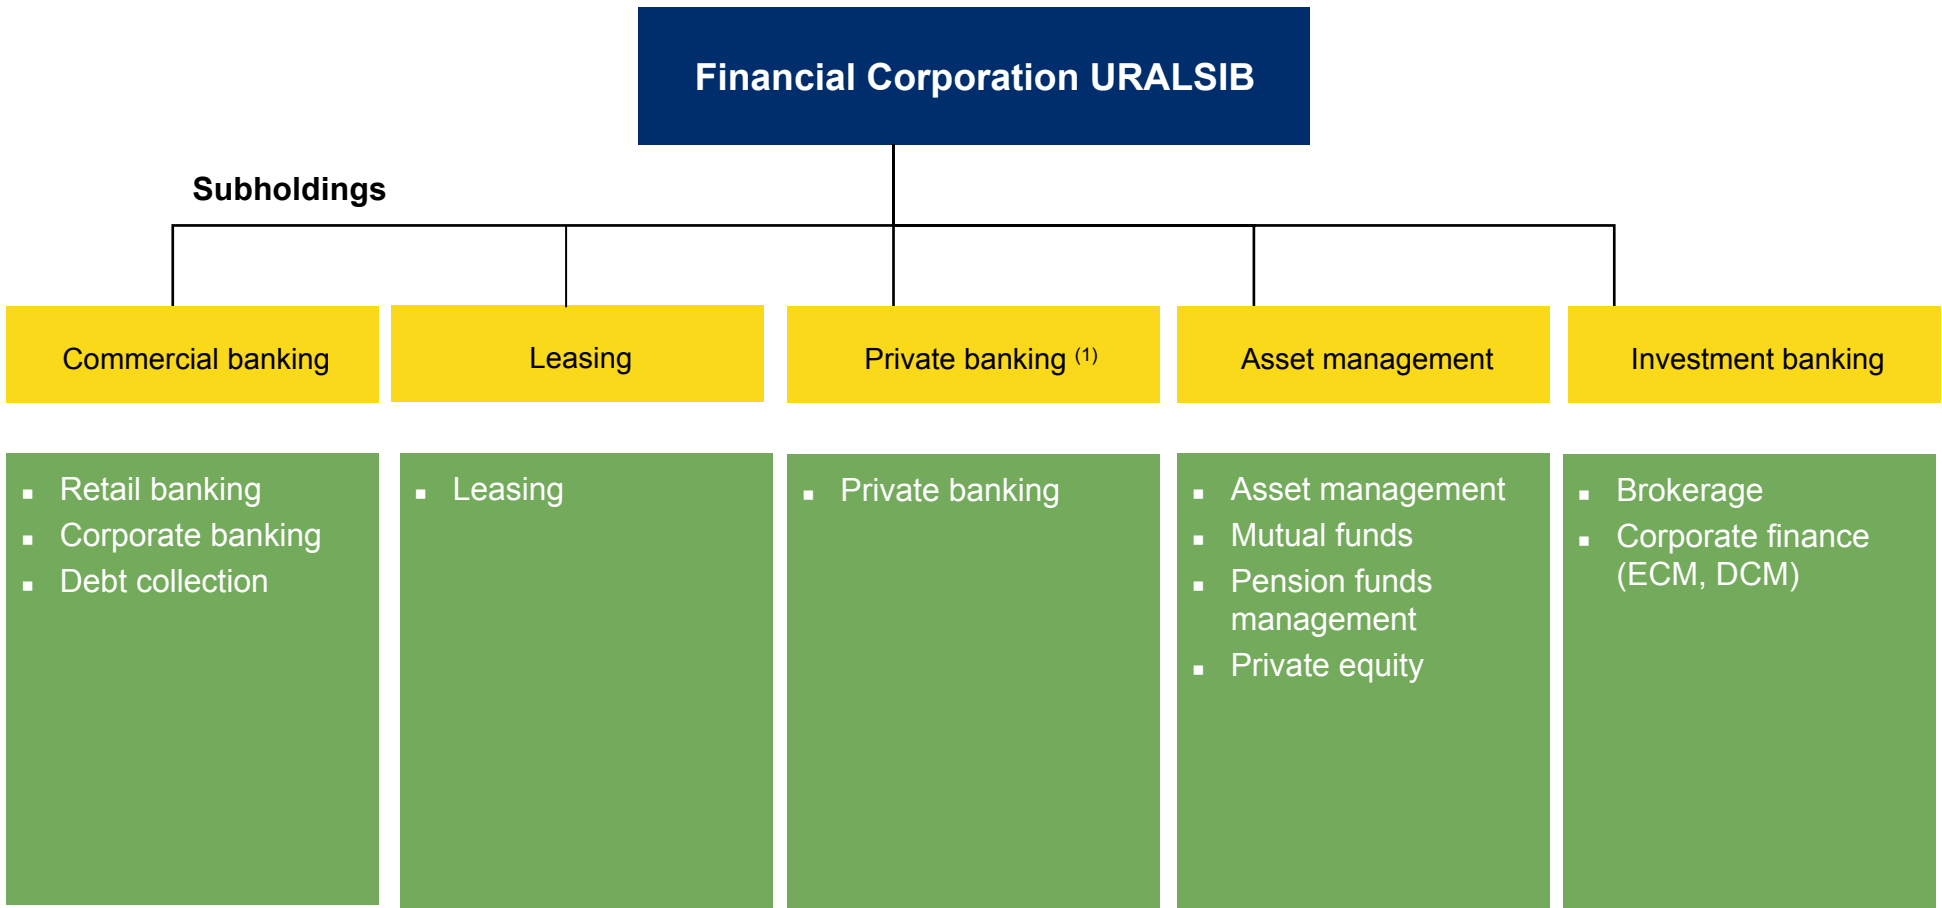 Financial Corporation URALSIB
Subholdings
Commercial banking
Leasing
Private banking (1)
Asset management
Investment banking
▪ Retail banking
▪ Corporate banking
▪ Debt collection
▪ Leasing
▪ Private banking
▪ Asset management
▪ Mutual funds
▪ Pension funds
management
▪ Private equity
▪ Brokerage
▪ Corporate finance
(ECM, DCM)